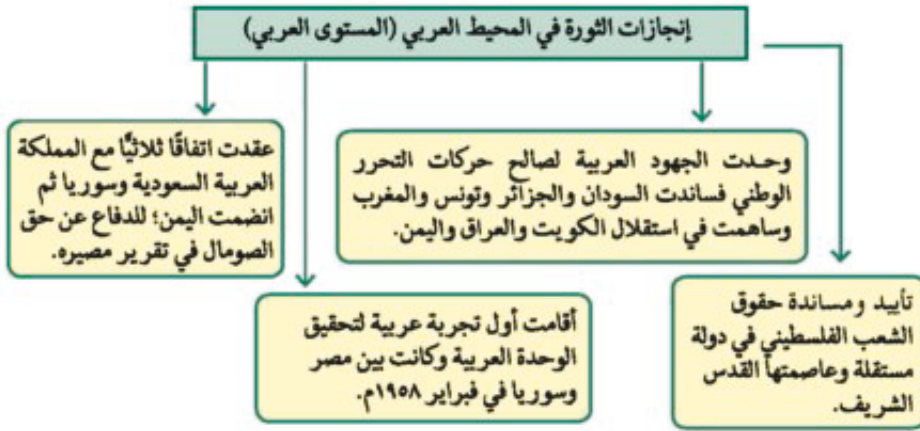 إنجازات الثورة في المحيط العربي (المستوى العربي)
وحدت الجهود العربية لصالح حركات التحرر
الوطني فساندت السودان والجزائر وتونس والمغرب
وساهمت في استقلال الكويت والعراق واليمن.
عقدت اتفاقًا ثلاثيًّا مع المملكة
العربية السعودية وسوريا ثم
انضمت اليمن؛ للدفاع عن حق
الصومال في تقرير مصيره.
تأييد ومساندة حقوق
الشعب الفلسطيني في دولة
مستقلة وعاصمتها القدس
الشريف.
أقامت أول تجربة عربية لتحقيق
الوحدة العربية وكانت بين مصر
وسوريا في فبراير ١٩٥٨م.